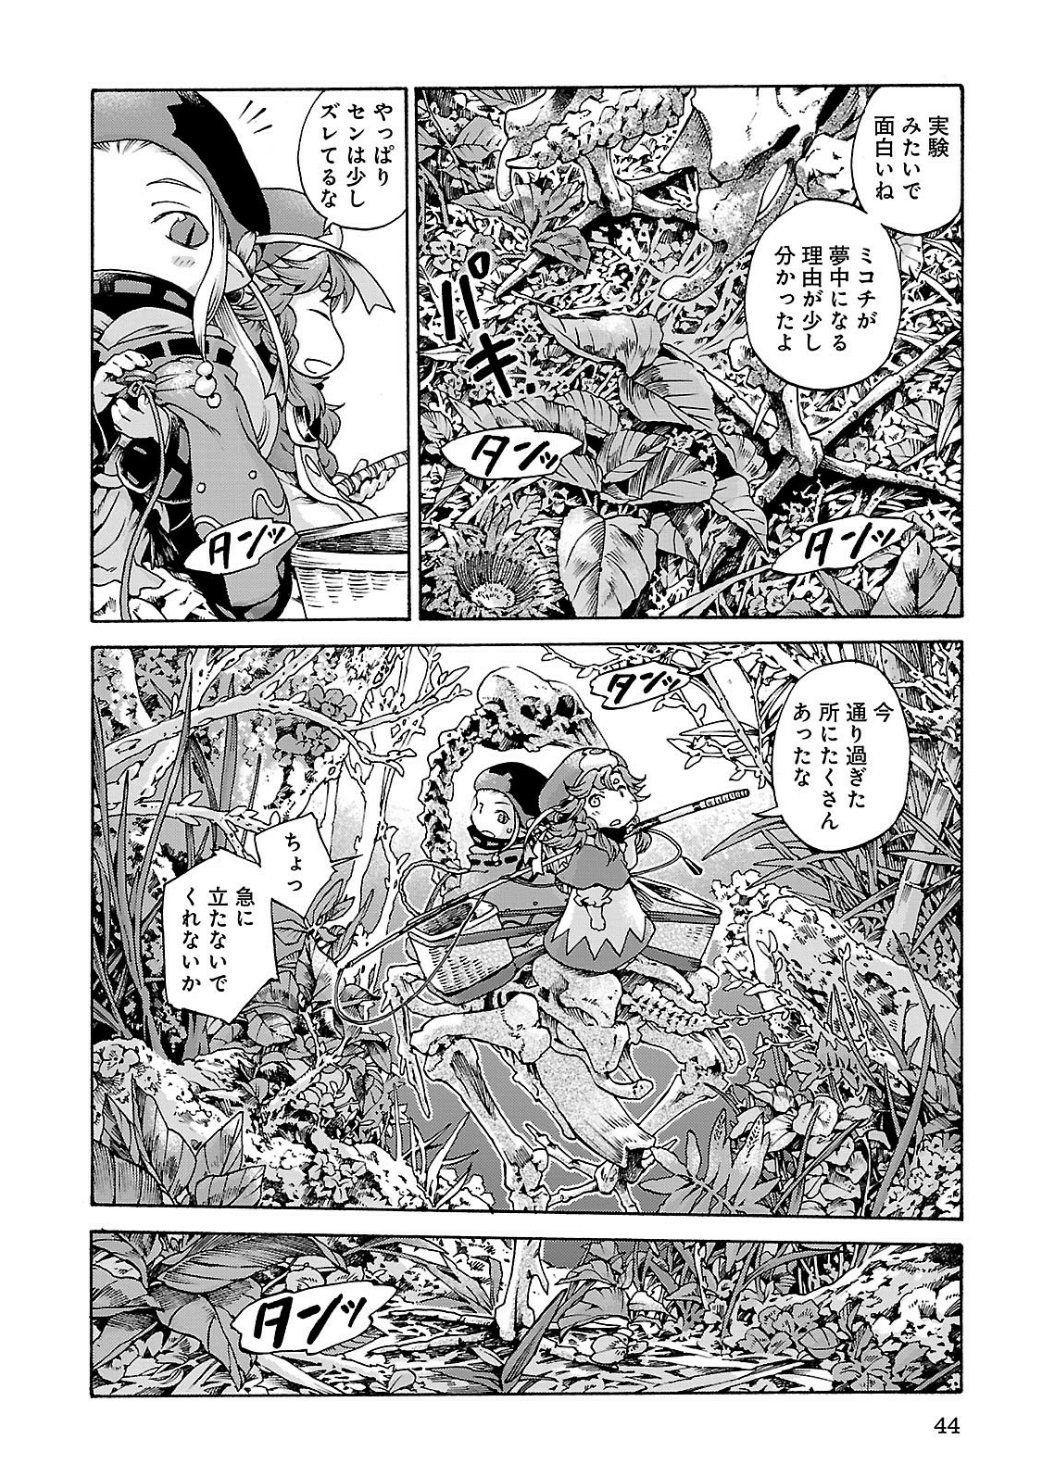 実験
みたいで
面白いね
ミコチが
夢中になる
理由が少し
分かったよ
パキ
タンッ
タンッ
やっぱり
センは少し
ズレてるな
タンッ
今
通り過ぎた
所にたくさん
あったな
タンッ
ちょっ
急に
立たないで
くれないか
タンッ
44